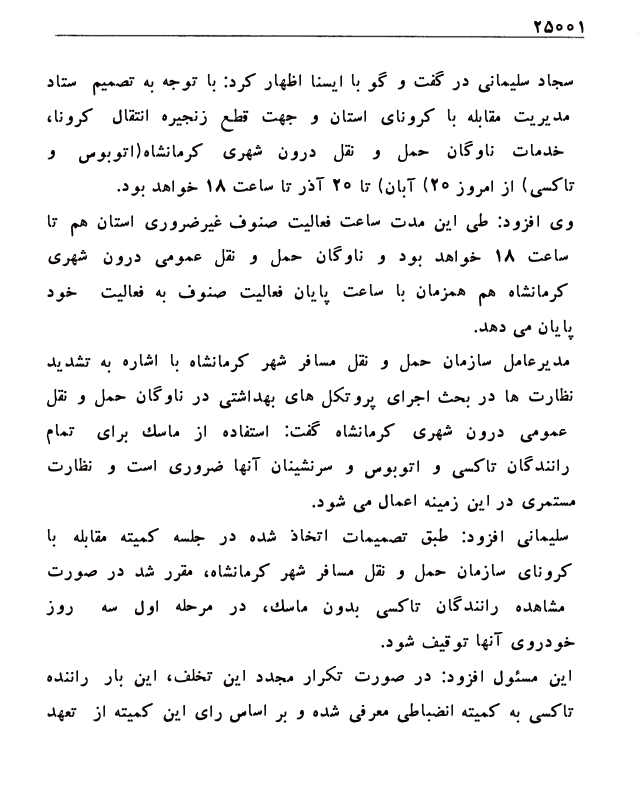 ۲۵۰۰۱
سجاد سلیمانی در گفت و گو با ایسنا اظهار کرد: با توجه به تصمیم ستاد
مدیریت مقابله با کرونای استان و جهت قطع زنجیره انتقال کرونا،
خدمات ناوگان حمل و نقل درون شهری کرمانشاه(اتوبوس و
تاکسی) از امروز ۲۰) آبان) تا ۲۰ آذر تا ساعت ۱۸ خواهد بود.
وی افزود: طی این مدت ساعت فعالیت صنوف غیرضروری استان هم تا
ساعت ۱۸ خواهد بود و ناوگان حمل و نقل عمومی درون شهری
کرمانشاه هم همزمان با ساعت پایان فعالیت صنوف به فعالیت خود
پایان می دهد.
مدیرعامل سازمان حمل و نقل مسافر شهر کرمانشاه با اشاره به تشدید
نظارت ها در بحث اجرای پروتکل های بهداشتی در ناوگان حمل و نقل
عمومی درون شهری کرمانشاه گفت: استفاده از ماسك برای تمام
رانندگان تاکسی و اتوبوس و سرنشینان آنها ضروری است و نظارت
مستمری در این زمینه اعمال می شود.
سلیمانی افزود: طبق تصمیمات اتخاذ شده در جلسه کمیته مقابله با
کرونای سازمان حمل و نقل مسافر شهر کرمانشاه، مقرر شد در صورت
مشاهده رانندگان تاکسی بدون ماسك، در مرحله اول سه روز
خودروی آنها توقیف شود.
این مسئول افزود: در صورت تکرار مجدد این تخلف، این بار راننده
تاکسی به کمیته انضباطی معرفی شده و بر اساس رای این کمیته از تعهد